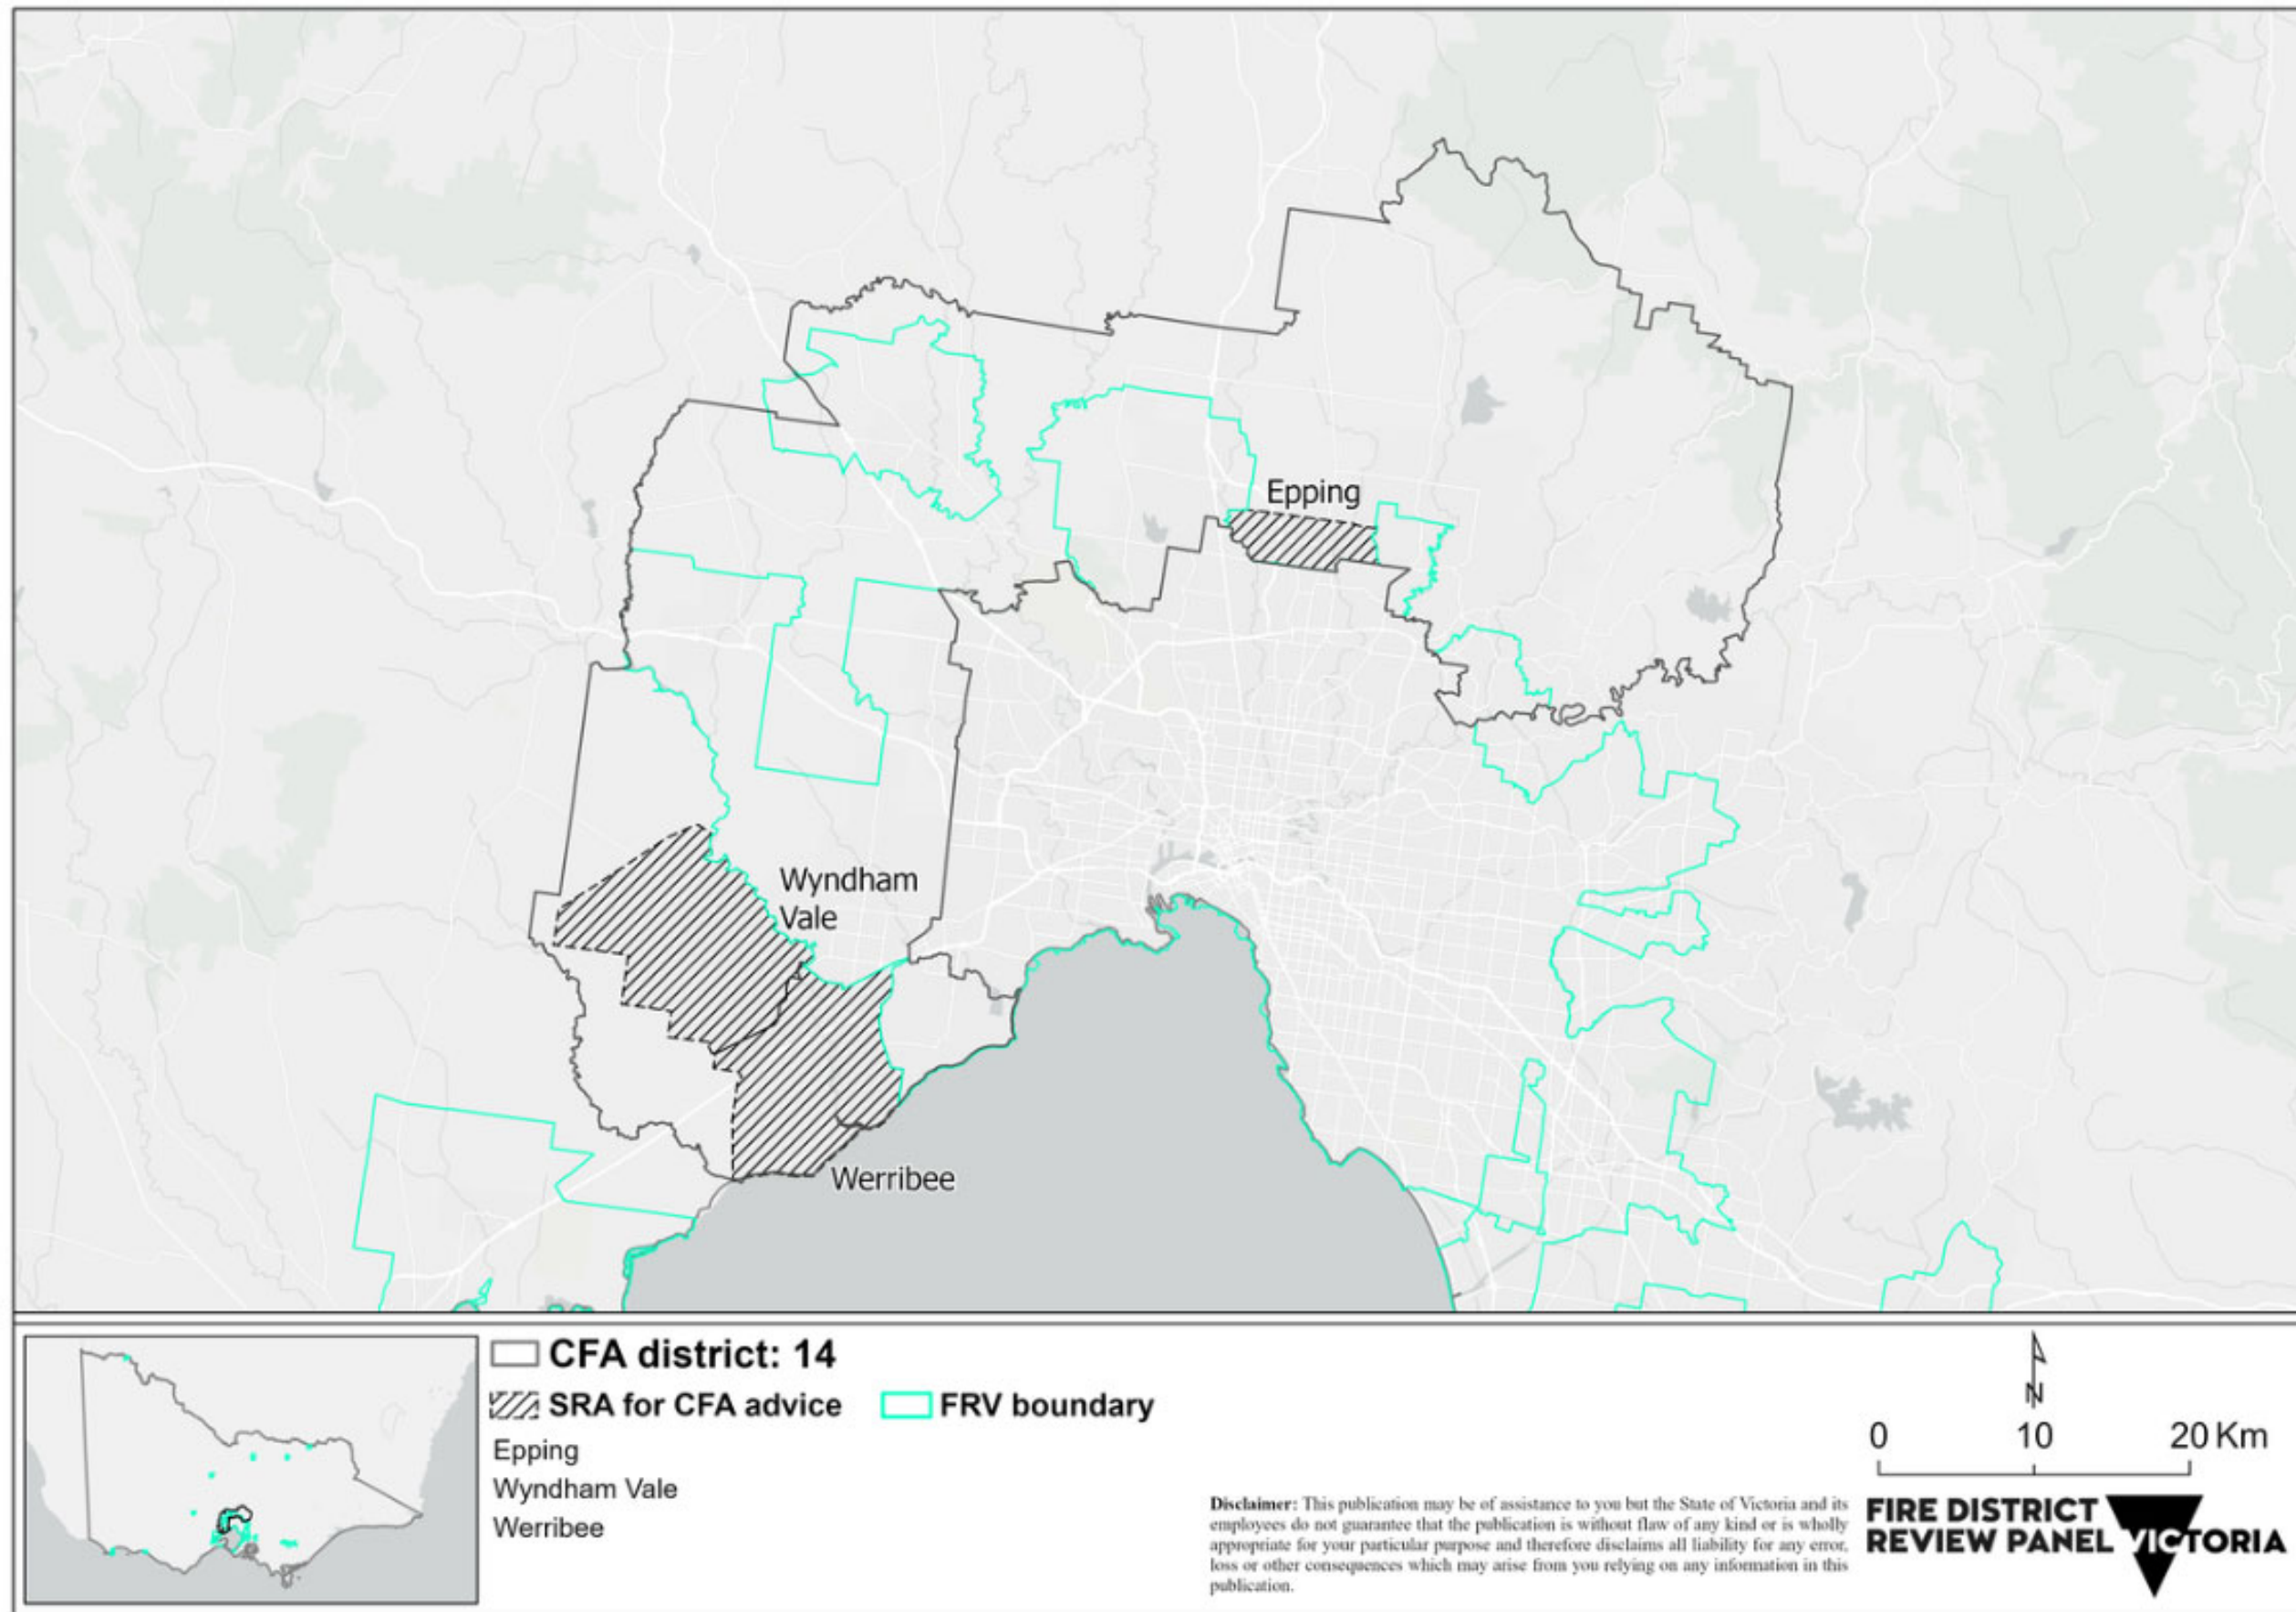 Epping
Wyndham
Vale
Werribee
CFA district: 14
SRA for CFA advice FRV boundary
Epping
Wyndham Vale
Werribee
N
0 10 20 Km
Disclaimer: This publication may be of assistance to you but the State of Victoria and its
employees do not guarantee that the publication is without flaw of any kind or is wholly
appropriate for your particular purpose and therefore disclaims all liability for any error,
loss or other consequences which may arise from you relying on any information in this
publication.
FIRE DISTRICT
REVIEW PANEL VICTORIA